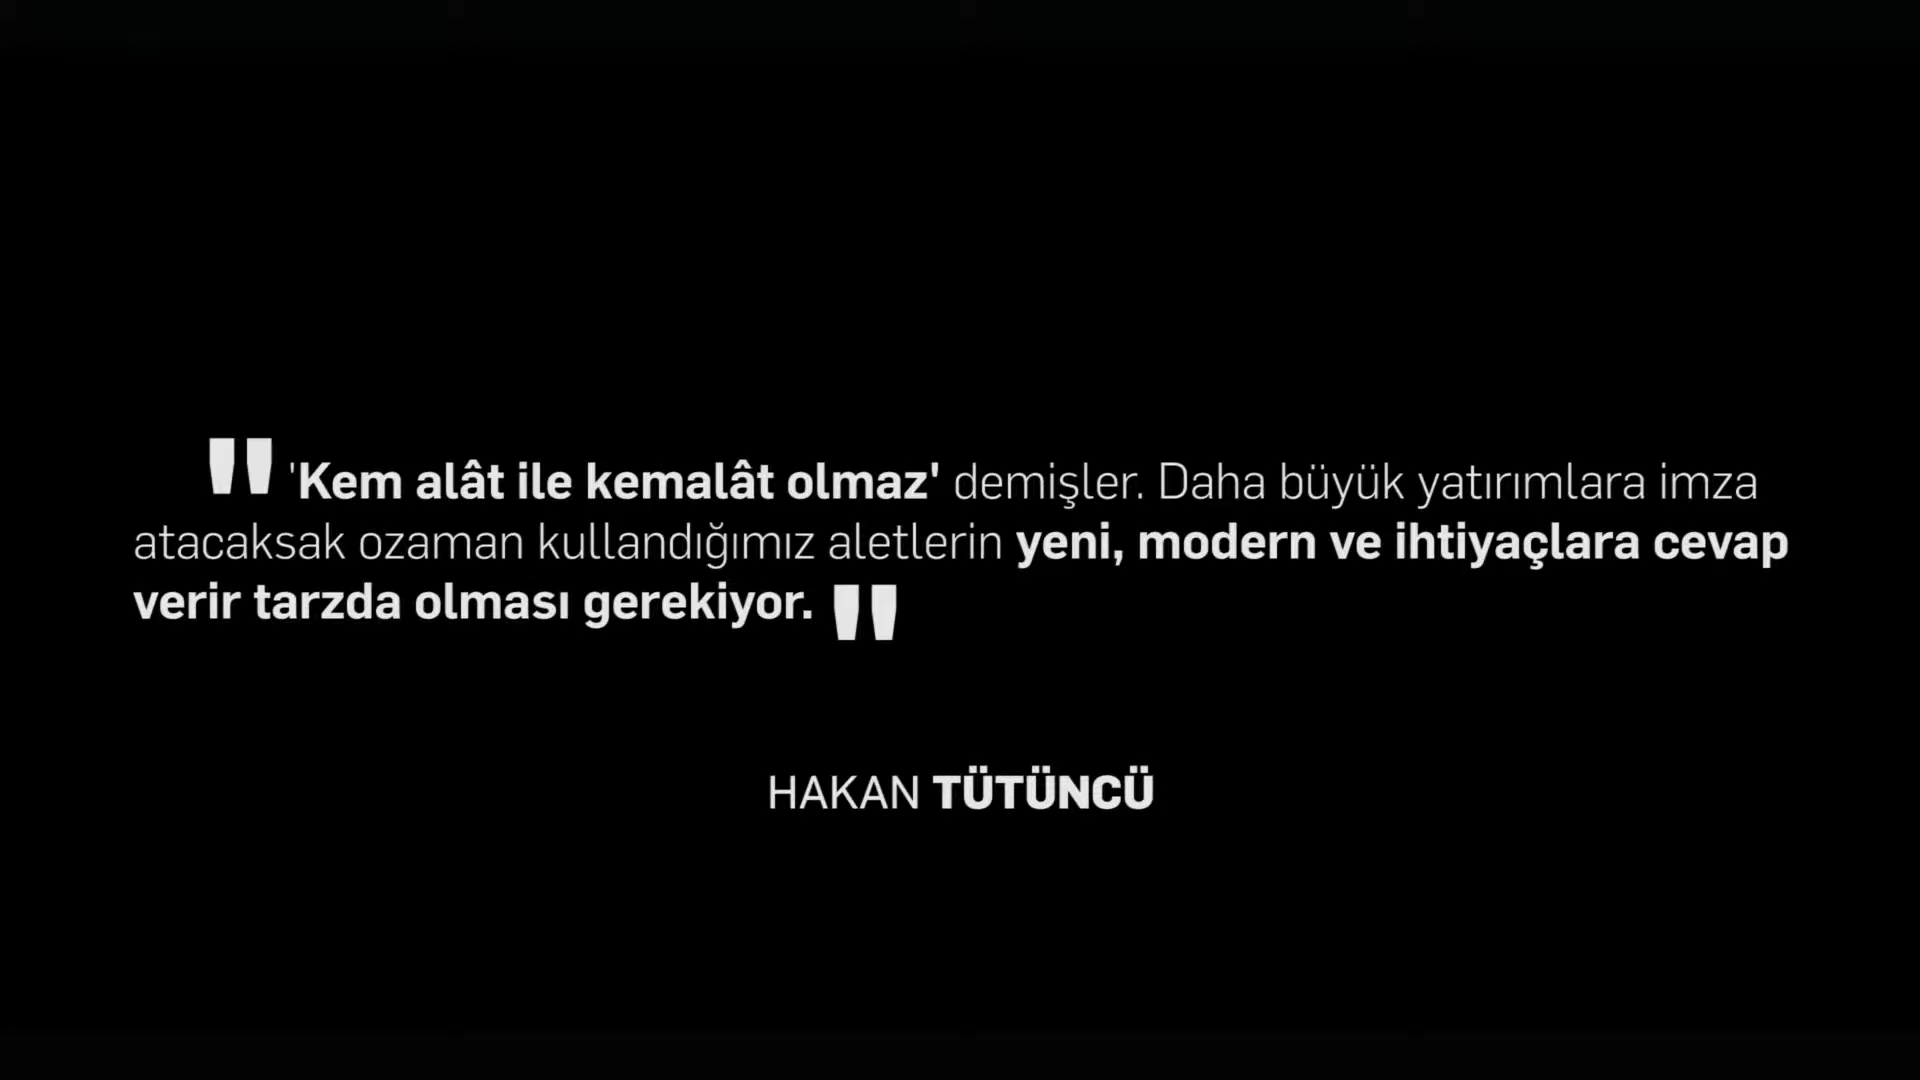 " 'Kem alât ile kemalât olmaz' demişler. Daha büyük yatırımlara imza
atacaksak ozaman kullandığımız aletlerin yeni, modern ve ihtiyaçlara cevap
verir tarzda olması gerekiyor. "
HAKAN TÜTÜNCÜ